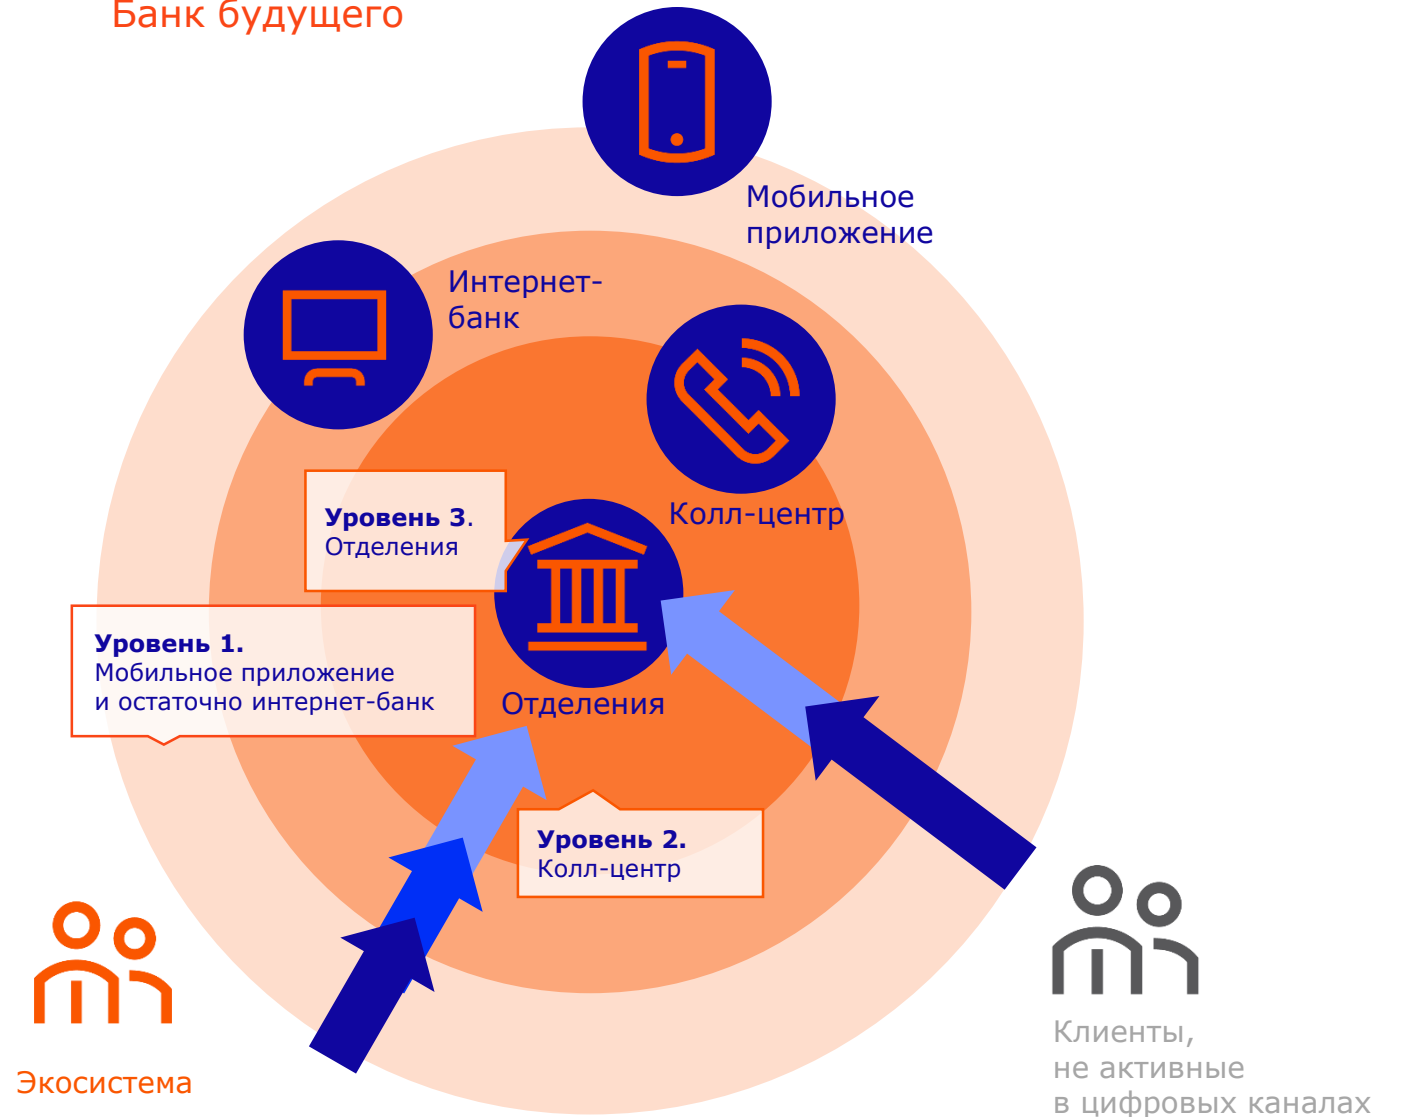 Банк будущего
Мобильное
приложение
Интернет-
банк
Колл-центр
Уровень 3.
Отделения
Уровень 1.
Мобильное приложение
и остаточно интернет-банк
Отделения
Уровень 2.
Колл-центр
Экосистема
Клиенты,
не активные
в цифровых каналах